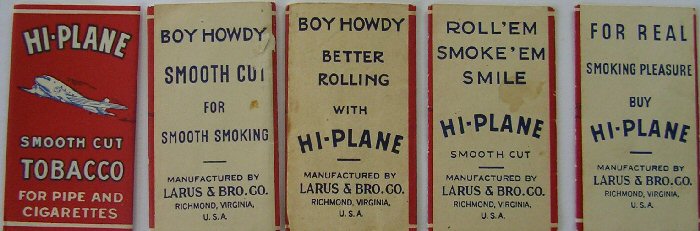 HI-PLANE
SMOOTH CUT
TOBACCO
FOR PIPE AND
CIGARETTES
BOY HOWDY
SMOOTH CUT
FOR
SMOOTH SMOKING
MANUFACTURED BY
LARUS & BRO. CO.
RICHMOND, VIRGINIA,
U.S.A.
BOY HOWDY
BETTER
ROLLING
WITH
HI-PLANE
MANUFACTURED BY
LARUS & BRO. CO.
RICHMOND, VIRGINIA,
U.S.A.
ROLL'EM
SMOKE'EM
SMILE
HI-PLANE
SMOOTH CUT
MANUFACTURED BY
LARUS & BRO. CO.
RICHMOND, VIRGINIA,
U.S.A.
FOR REAL
SMOKING PLEASURE
BUY
HI-PLANE
MANUFACTURED BY
LARUS & BRO. CO.
RICHMOND, VIRGINIA,
U.S.A.